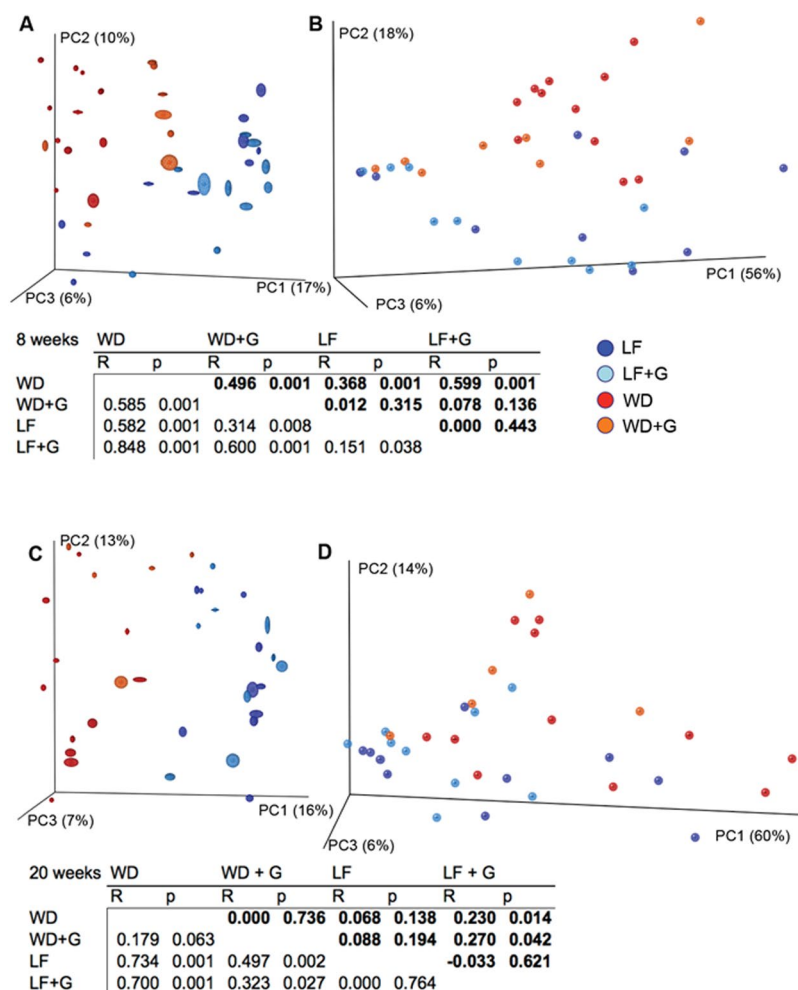 A
PC2 (10%)
PC1 (17%)
PC3 (6%)
B
PC2 (18%)
PC1 (56%)
PC3 (6%)
8 weeks WD WD+G LF LF+G
R p R p R p R p
WD 0.496 0.001 0.368 0.001 0.599 0.001
WD+G 0.585 0.001 0.012 0.315 0.078 0.136
LF 0.582 0.001 0.314 0.008 0.000 0.443
LF+G 0.848 0.001 0.600 0.001 0.151 0.038
LF
LF+G
WD
WD+G
C
PC2 (13%)
PC1 (16%)
PC3 (7%)
D
PC2 (14%)
PC1 (60%)
PC3 (6%)
20 weeks WD WD + G LF LF + G
R p R p R p R p
WD 0.000 0.736 0.068 0.138 0.230 0.014
WD+G 0.179 0.063 0.088 0.194 0.270 0.042
LF 0.734 0.001 0.497 0.002 -0.033 0.621
LF+G 0.700 0.001 0.323 0.027 0.000 0.764